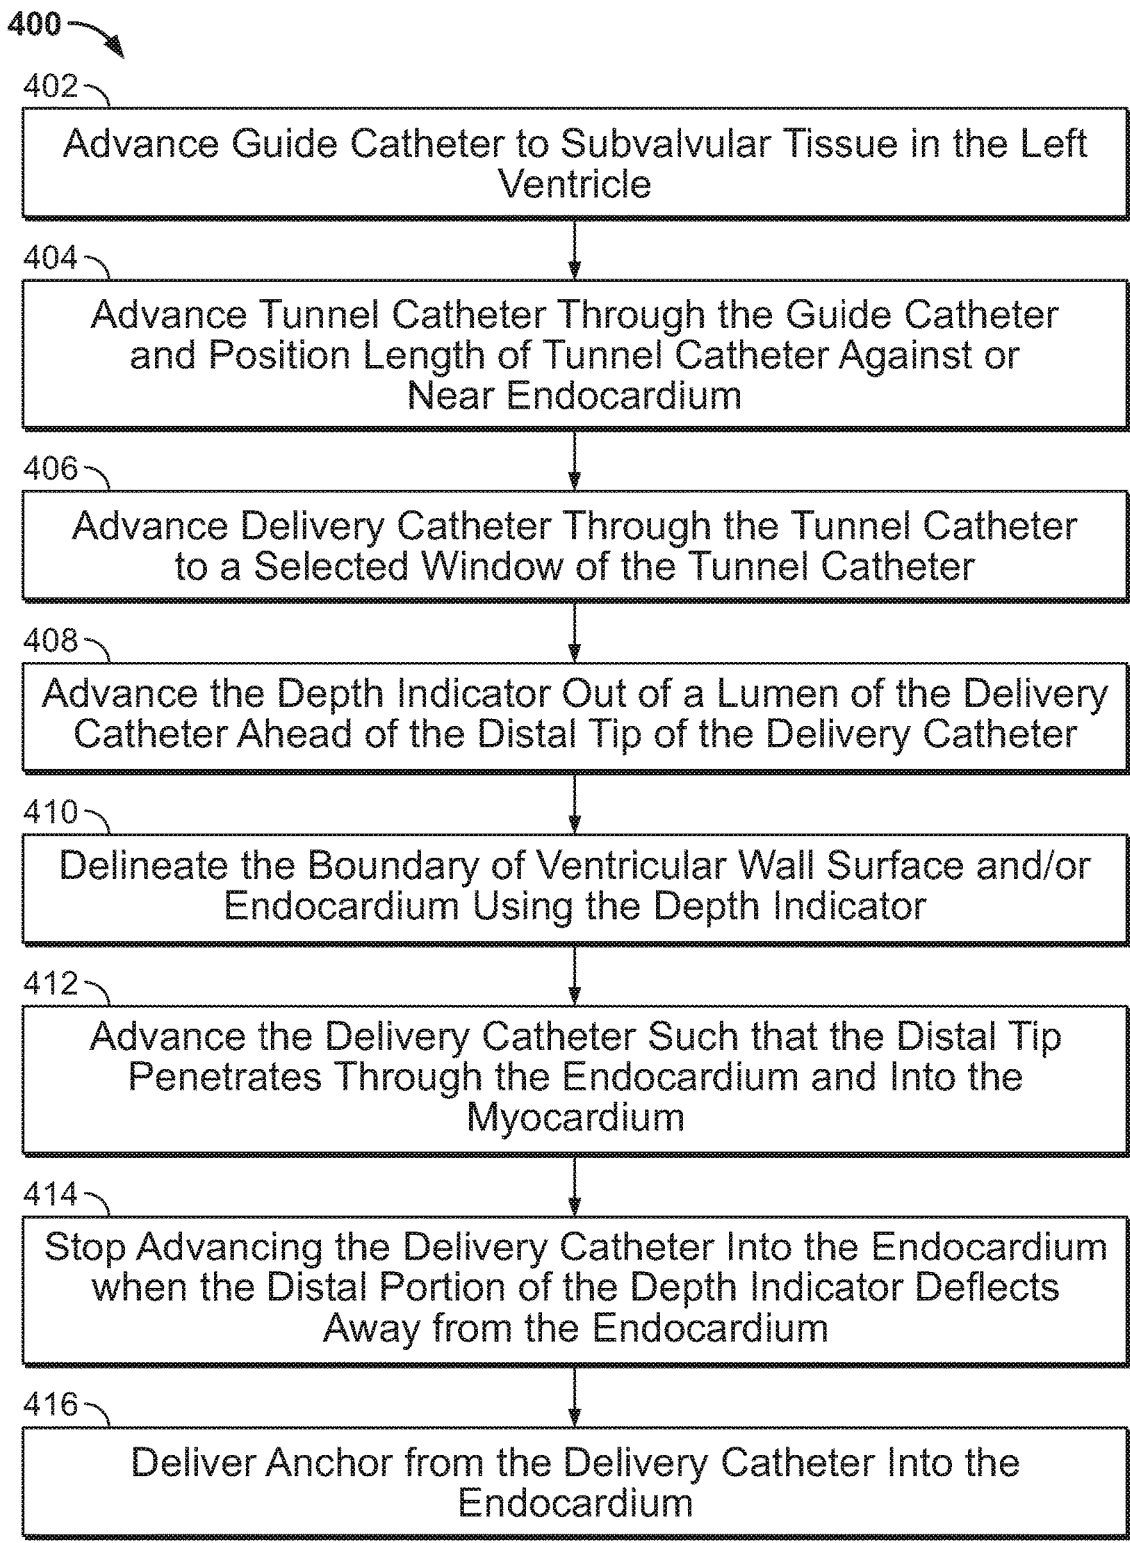 400
402
Advance Guide Catheter to Subvalvular Tissue in the Left
Ventricle
404
Advance Tunnel Catheter Through the Guide Catheter
and Position Length of Tunnel Catheter Against or
Near Endocardium
406
Advance Delivery Catheter Through the Tunnel Catheter
to a Selected Window of the Tunnel Catheter
408
Advance the Depth Indicator Out of a Lumen of the Delivery
Catheter Ahead of the Distal Tip of the Delivery Catheter
410
Delineate the Boundary of Ventricular Wall Surface and/or
Endocardium Using the Depth Indicator
412
Advance the Delivery Catheter Such that the Distal Tip
Penetrates Through the Endocardium and Into the
Myocardium
414
Stop Advancing the Delivery Catheter Into the Endocardium
when the Distal Portion of the Depth Indicator Deflects
Away from the Endocardium
416
Deliver Anchor from the Delivery Catheter Into the
Endocardium